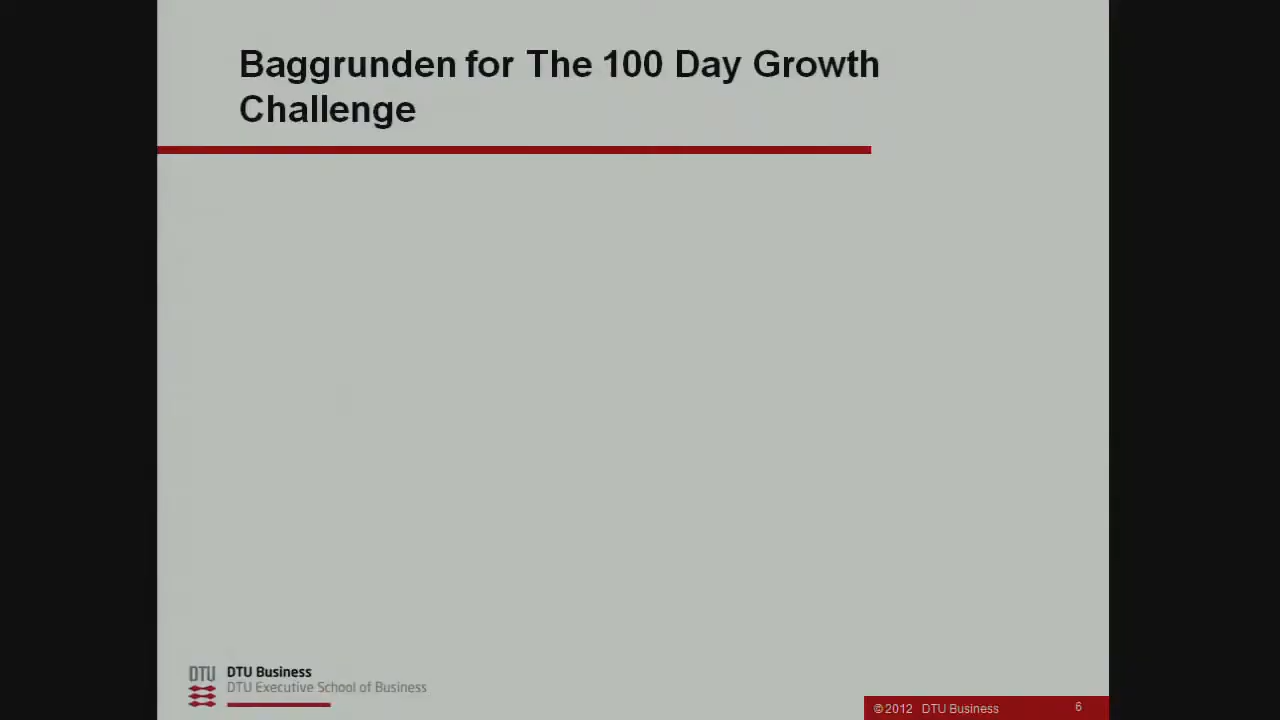 Baggrunden for The 100 Day Growth
Challenge
DTU
DTU Business
DTU Executive School of Business
©2012 DTU Business
6